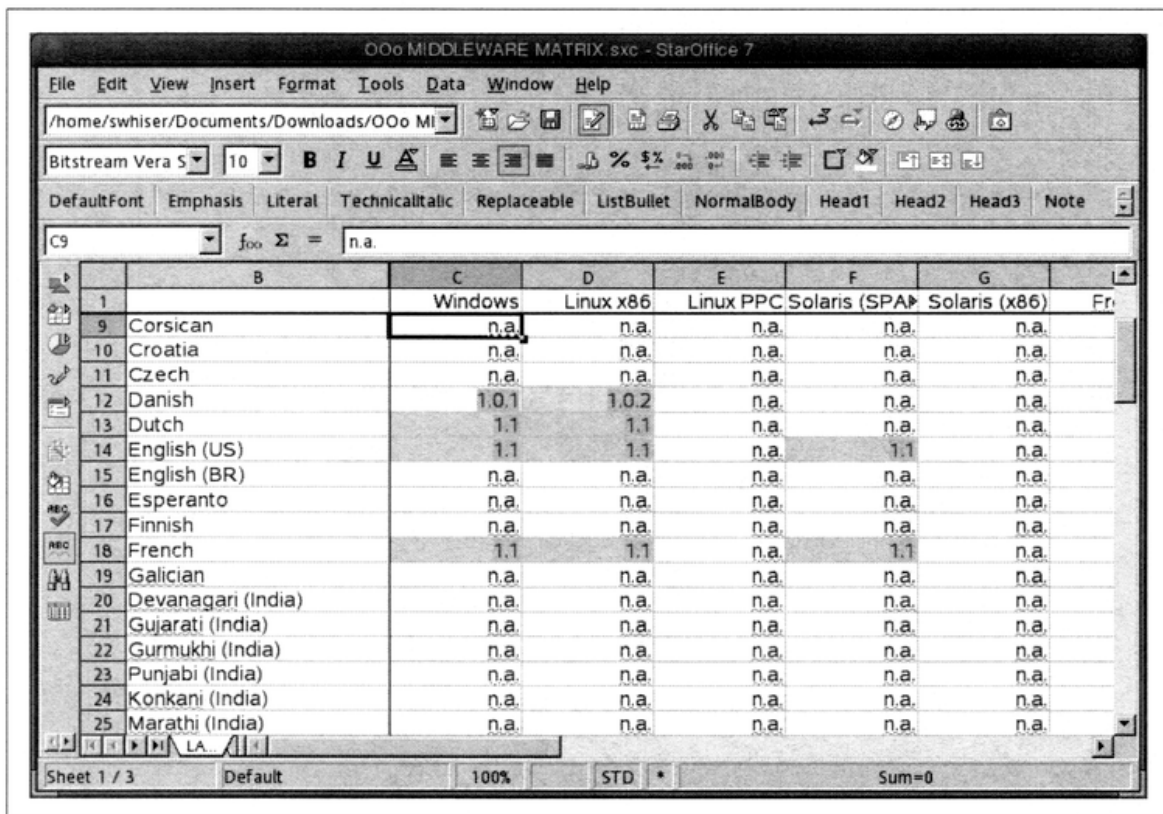 OOo MIDDLEWARE MATRIX.sxc - StarOffice 7
File Edit View Insert Format Tools Data Window Help
/home/swhiser/Documents/Downloads/OOo MI
Bitstream Vera S 10 B I U A % $%
DefaultFont Emphasis Literal TechnicalItalic Replaceable ListBullet NormalBody Head1 Head2 Head3 Note
C9 foo Σ = n.a.
B C D E F G
1 Windows Linux x86 Linux PPC Solaris (SPA Solaris (x86) Fr
9 Corsican n.a. n.a. n.a. n.a. n.a.
10 Croatia n.a. n.a. n.a. n.a. n.a.
11 Czech n.a. n.a. n.a. n.a. n.a.
12 Danish 1.0.1 1.0.2 n.a. n.a. n.a.
13 Dutch 1.1 1.1 n.a. n.a. n.a.
14 English (US) 1.1 1.1 n.a. 1.1 n.a.
15 English (BR) n.a. n.a. n.a. n.a. n.a.
16 Esperanto n.a. n.a. n.a. n.a. n.a.
17 Finnish n.a. n.a. n.a. n.a. n.a.
18 French 1.1 1.1 n.a. 1.1 n.a.
19 Galician n.a. n.a. n.a. n.a. n.a.
20 Devanagari (India) n.a. n.a. n.a. n.a. n.a.
21 Gujarati (India) n.a. n.a. n.a. n.a. n.a.
22 Gurmukhi (India) n.a. n.a. n.a. n.a. n.a.
23 Punjabi (India) n.a. n.a. n.a. n.a. n.a.
24 Konkani (India) n.a. n.a. n.a. n.a. n.a.
25 Marathi (India) n.a. n.a. n.a. n.a. n.a.
ABC
ABC
LA...
Sheet 1 / 3 Default 100% STD * Sum=0